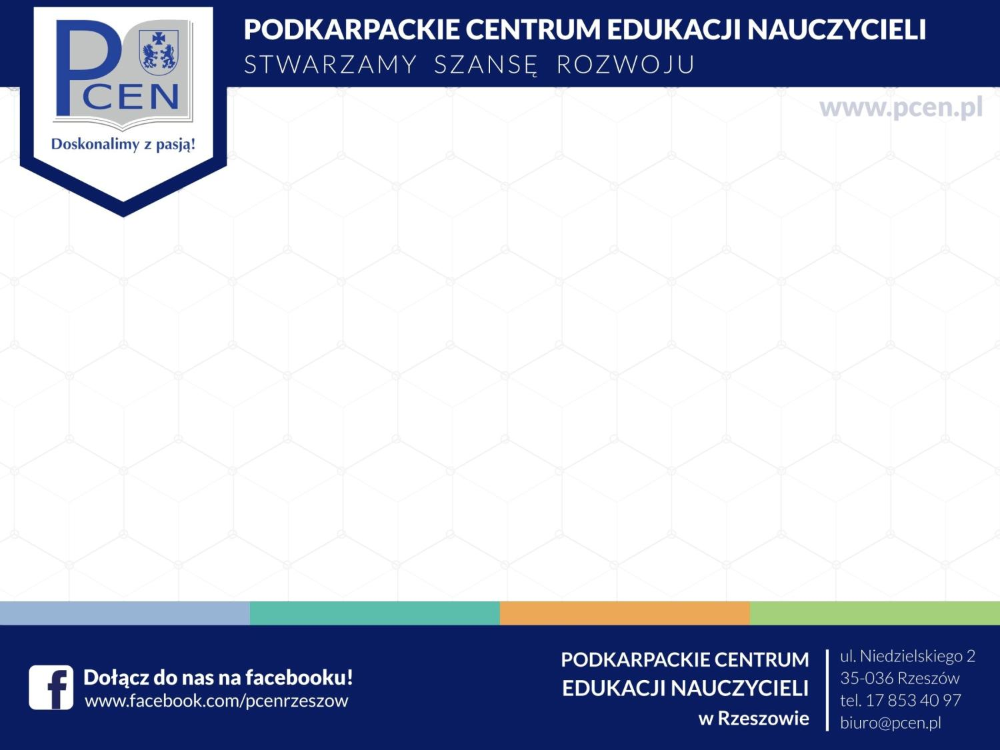 PODKARPACKIE CENTRUM EDUKACJI NAUCZYCIELI
STWARZAMY SZANSĘ ROZWOJU
PCEN
Doskonalimy z pasją!
www.pcen.pl
Dołącz do nas na facebooku!
www.facebook.com/pcenrzeszow
PODKARPACKIE CENTRUM
EDUKACJI NAUCZYCIELI
w Rzeszowie
ul. Niedzielskiego 2
35-036 Rzeszów
tel. 17 853 40 97
biuro@pcen.pl